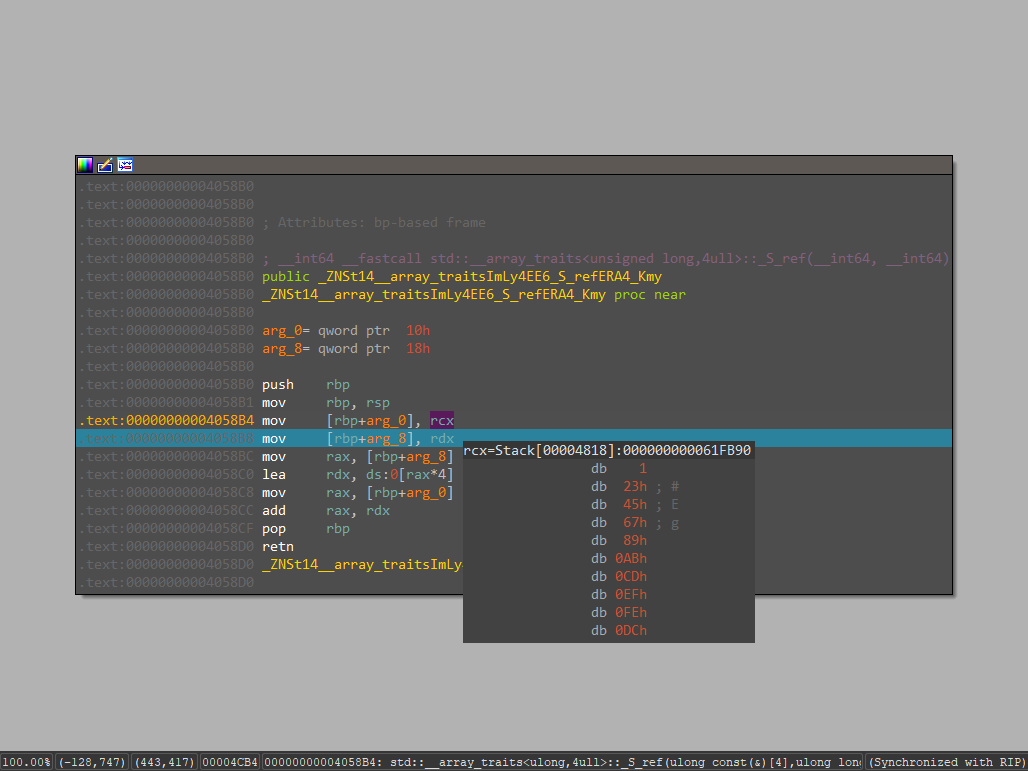 .text:00000000004058B0
.text:00000000004058B0
.text:00000000004058B0 ; Attributes: bp-based frame
.text:00000000004058B0
.text:00000000004058B0 ; __int64 __fastcall std::__array_traits<unsigned long,4ull>::_S_ref(__int64, __int64)
.text:00000000004058B0 public _ZNSt14__array_traitsImLy4EE6_S_refERA4_Kmy
.text:00000000004058B0 _ZNSt14__array_traitsImLy4EE6_S_refERA4_Kmy proc near
.text:00000000004058B0
.text:00000000004058B0 arg_0= qword ptr  10h
.text:00000000004058B0 arg_8= qword ptr  18h
.text:00000000004058B0
.text:00000000004058B0 push    rbp
.text:00000000004058B1 mov     rbp, rsp
.text:00000000004058B4 mov     [rbp+arg_0], rcx
.text:00000000004058B8 mov     [rbp+arg_8], rdx
.text:00000000004058BC mov     rax, [rbp+arg_8]
.text:00000000004058C0 lea     rdx, ds:0[rax*4]
.text:00000000004058C8 mov     rax, [rbp+arg_0]
.text:00000000004058CC add     rax, rdx
.text:00000000004058CF pop     rbp
.text:00000000004058D0 retn
.text:00000000004058D0 _ZNSt14__array_traitsImLy
.text:00000000004058D0
rcx=Stack[00004818]:000000000061FB90
db    1
db  23h ; #
db  45h ; E
db  67h ; g
db  89h
db 0ABh
db 0CDh
db 0EFh
db 0FEh
db 0DCh
100.00% (-128,747) (443,417) 00004CB4 00000000004058B4: std::__array_traits<ulong,4ull>::_S_ref(ulong const(&)[4],ulong lon (Synchronized with RIP)